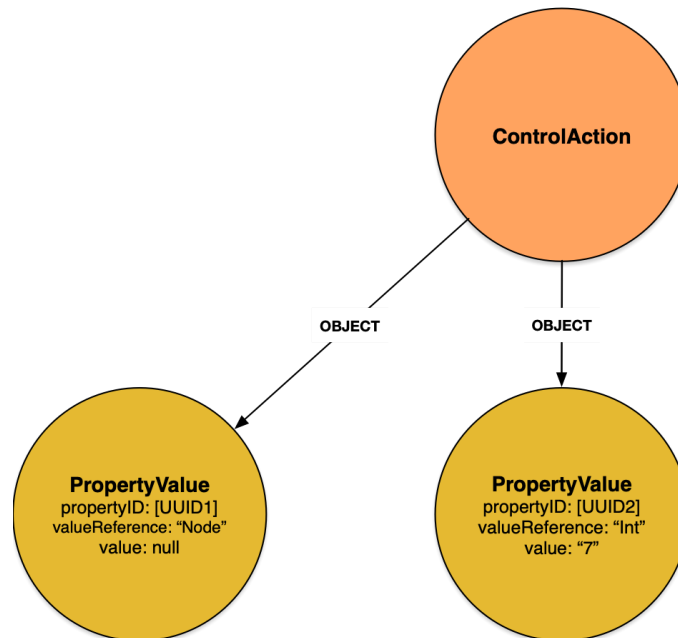 ControlAction
OBJECT
OBJECT
PropertyValue
propertyID: [UUID1]
valueReference: “Node”
value: null
PropertyValue
propertyID: [UUID2]
valueReference: “Int”
value: “7”